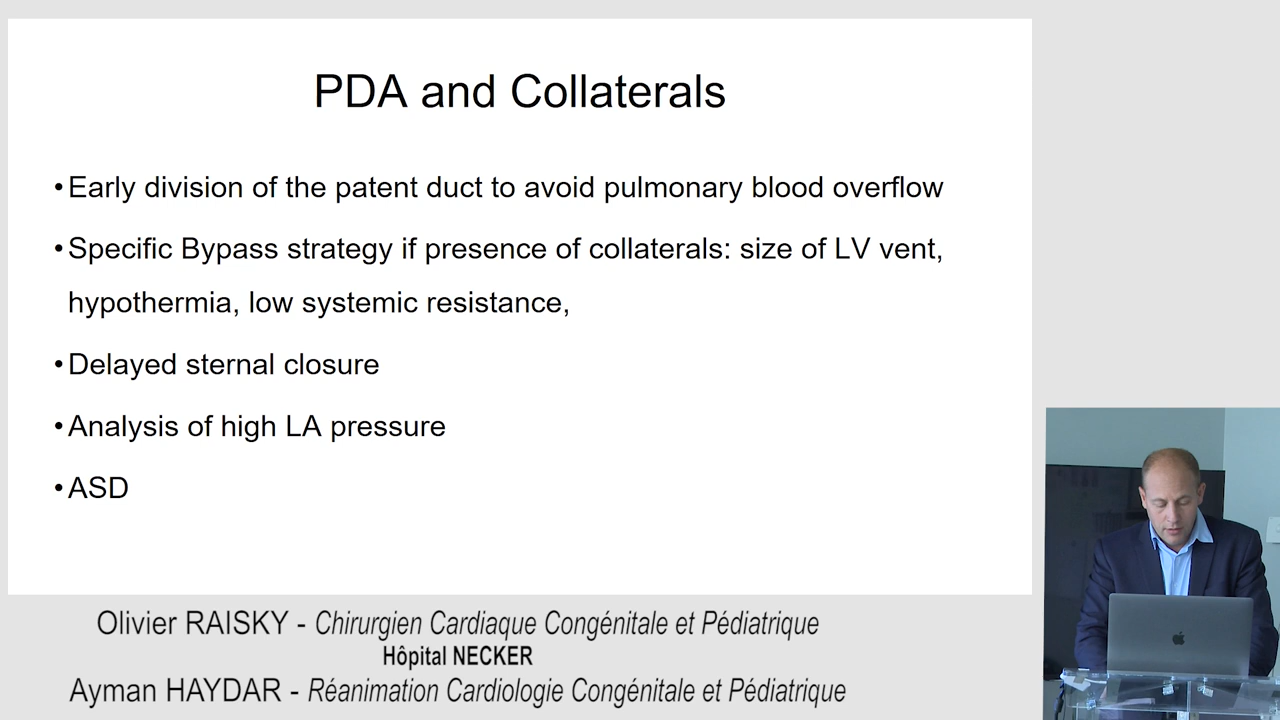 PDA and Collaterals
•Early division of the patent duct to avoid pulmonary blood overflow
•Specific Bypass strategy if presence of collaterals: size of LV vent,
hypothermia, low systemic resistance,
•Delayed sternal closure
•Analysis of high LA pressure
•ASD
Olivier RAISKY - Chirurgien Cardiaque Congénitale et Pédiatrique
Hôpital NECKER
Ayman HAYDAR - Réanimation Cardiologie Congénitale et Pédiatrique